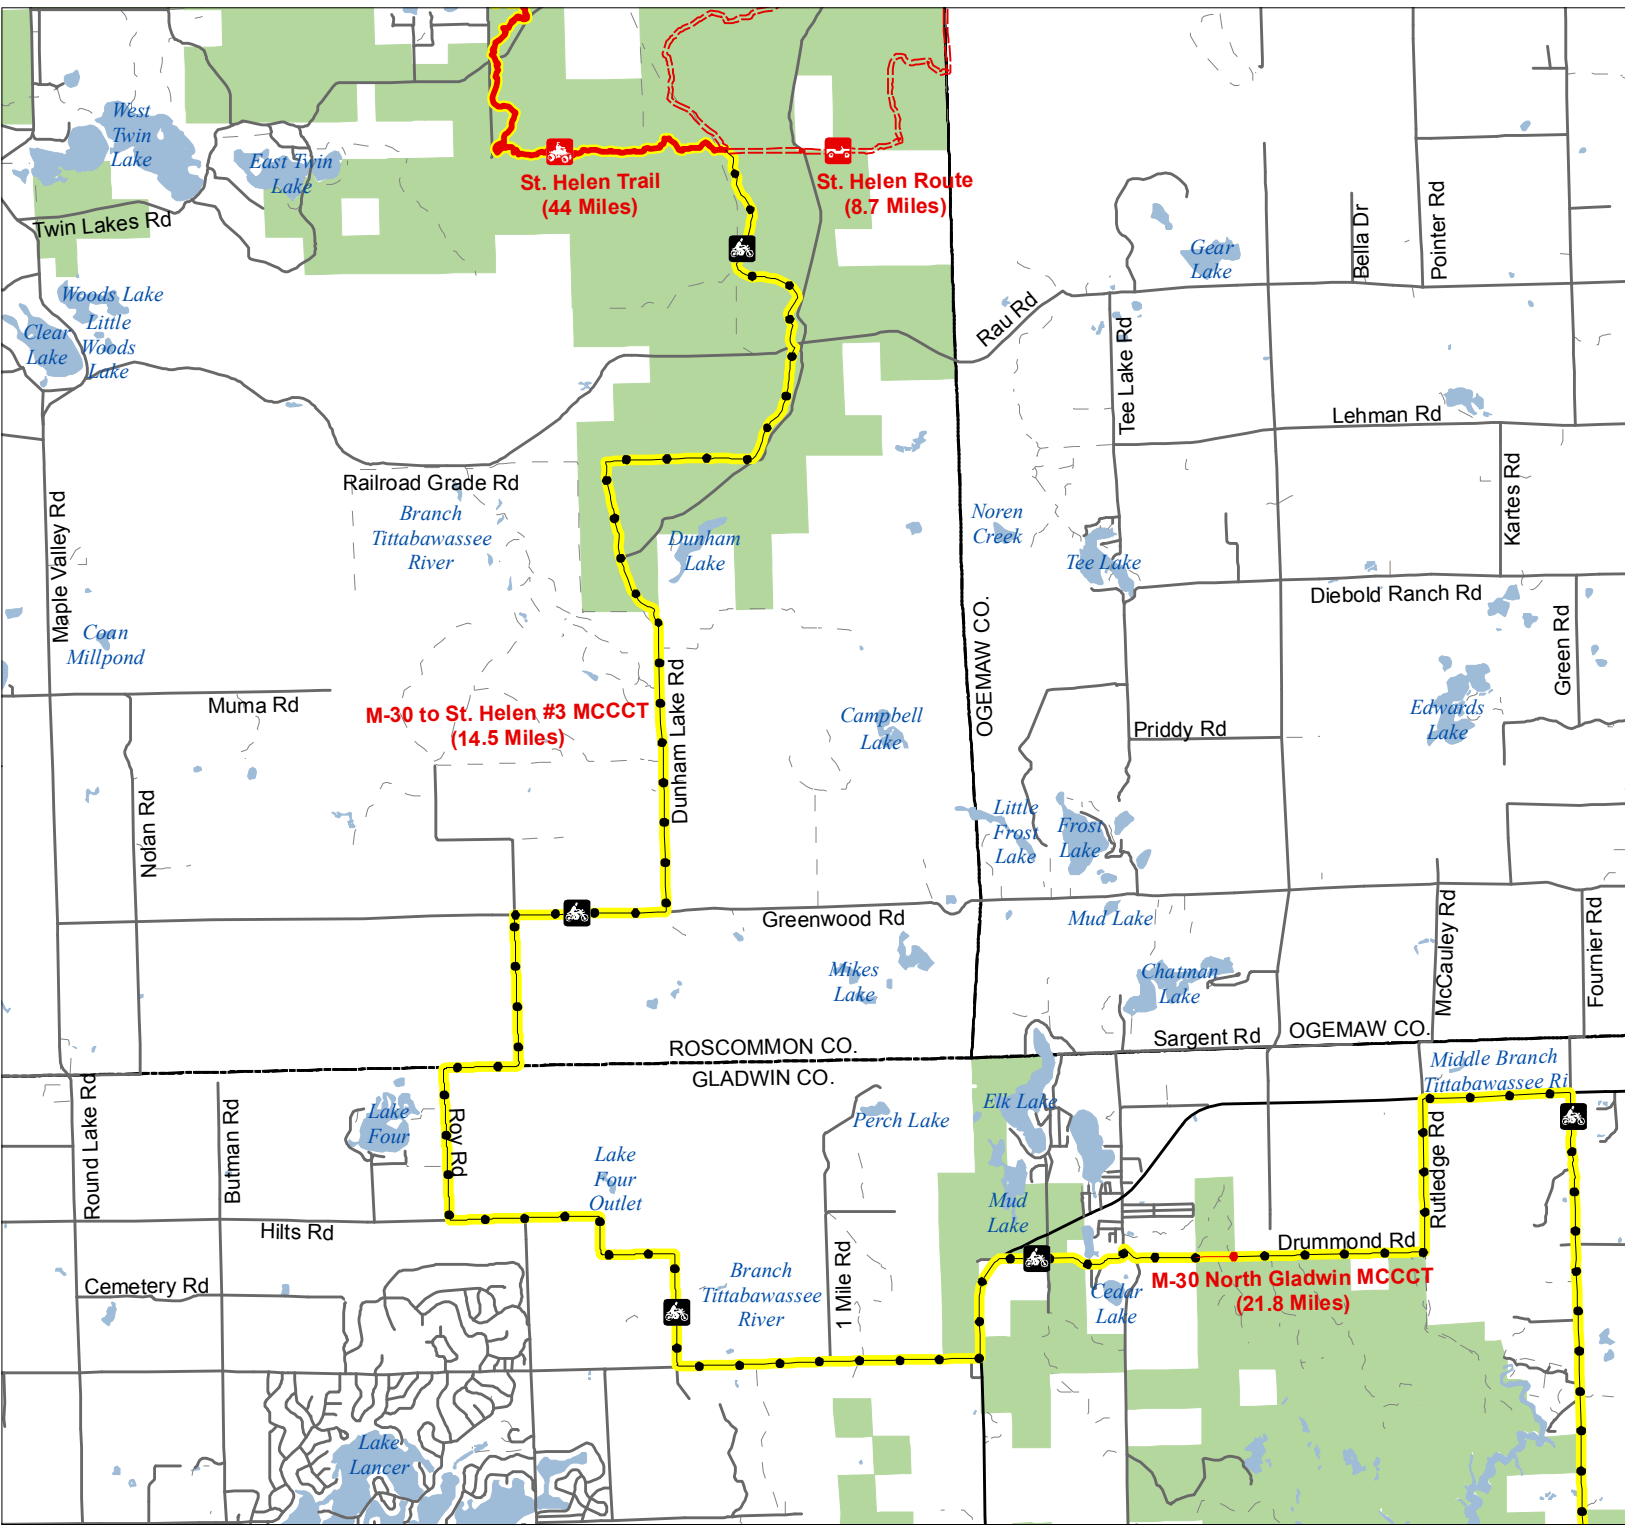 West
Twin
Lake
East Twin
Lake
Twin Lakes Rd
St. Helen Trail
(44 Miles)
St. Helen Route
(8.7 Miles)
Gear
Lake
Bella Dr
Pointer Rd
Woods Lake
Little
Woods
Lake
Clear
Lake
Rau Rd
Tee Lake Rd
Lehman Rd
Kartes Rd
Railroad Grade Rd
Branch
Tittabawassee
River
Maple Valley Rd
Dunham
Lake
Noren
Creek
Tee Lake
Diebold Ranch Rd
Green Rd
Coan
Millpond
OGEMAW CO.
Muma Rd
M-30 to St. Helen #3 MCCCT
(14.5 Miles)
Dunham Lake Rd
Campbell
Lake
Priddy Rd
Edwards
Lake
Nolan Rd
Little
Frost
Lake
Frost
Lake
Greenwood Rd
Mud Lake
McCauley Rd
Fournier Rd
Mikes
Lake
Chatman
Lake
Sargent Rd
OGEMAW CO.
ROSCOMMON CO.
GLADWIN CO.
Middle Branch
Tittabawassee Ri
Round Lake Rd
Butman Rd
Lake
Four
Roy Rd
Perch Lake
Elk Lake
Rutledge Rd
Lake
Four
Outlet
Mud
Lake
Hilts Rd
1 Mile Rd
Drummond Rd
Cemetery Rd
Branch
Tittabawassee
River
Cedar
Lake
M-30 North Gladwin MCCCT
(21.8 Miles)
Lake
Lancer